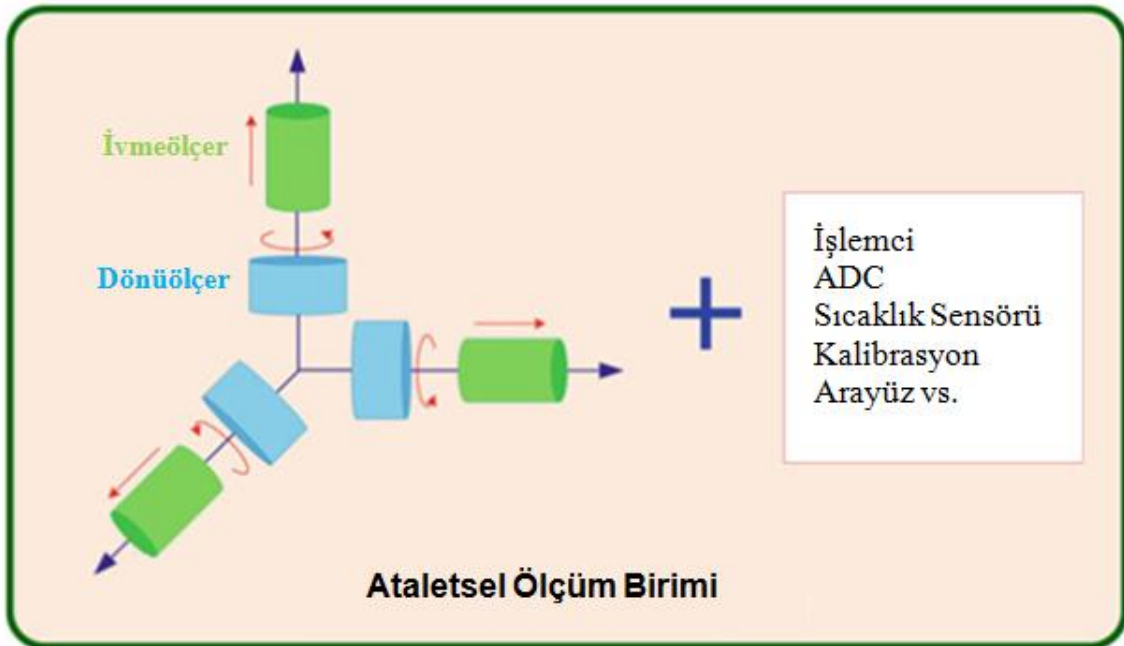 İvmeölçer
Dönüölçer
İşlemci
ADC
Sıcaklık Sensörü
Kalibrasyon
Arayüz vs.
Ataletsel Ölçüm Birimi